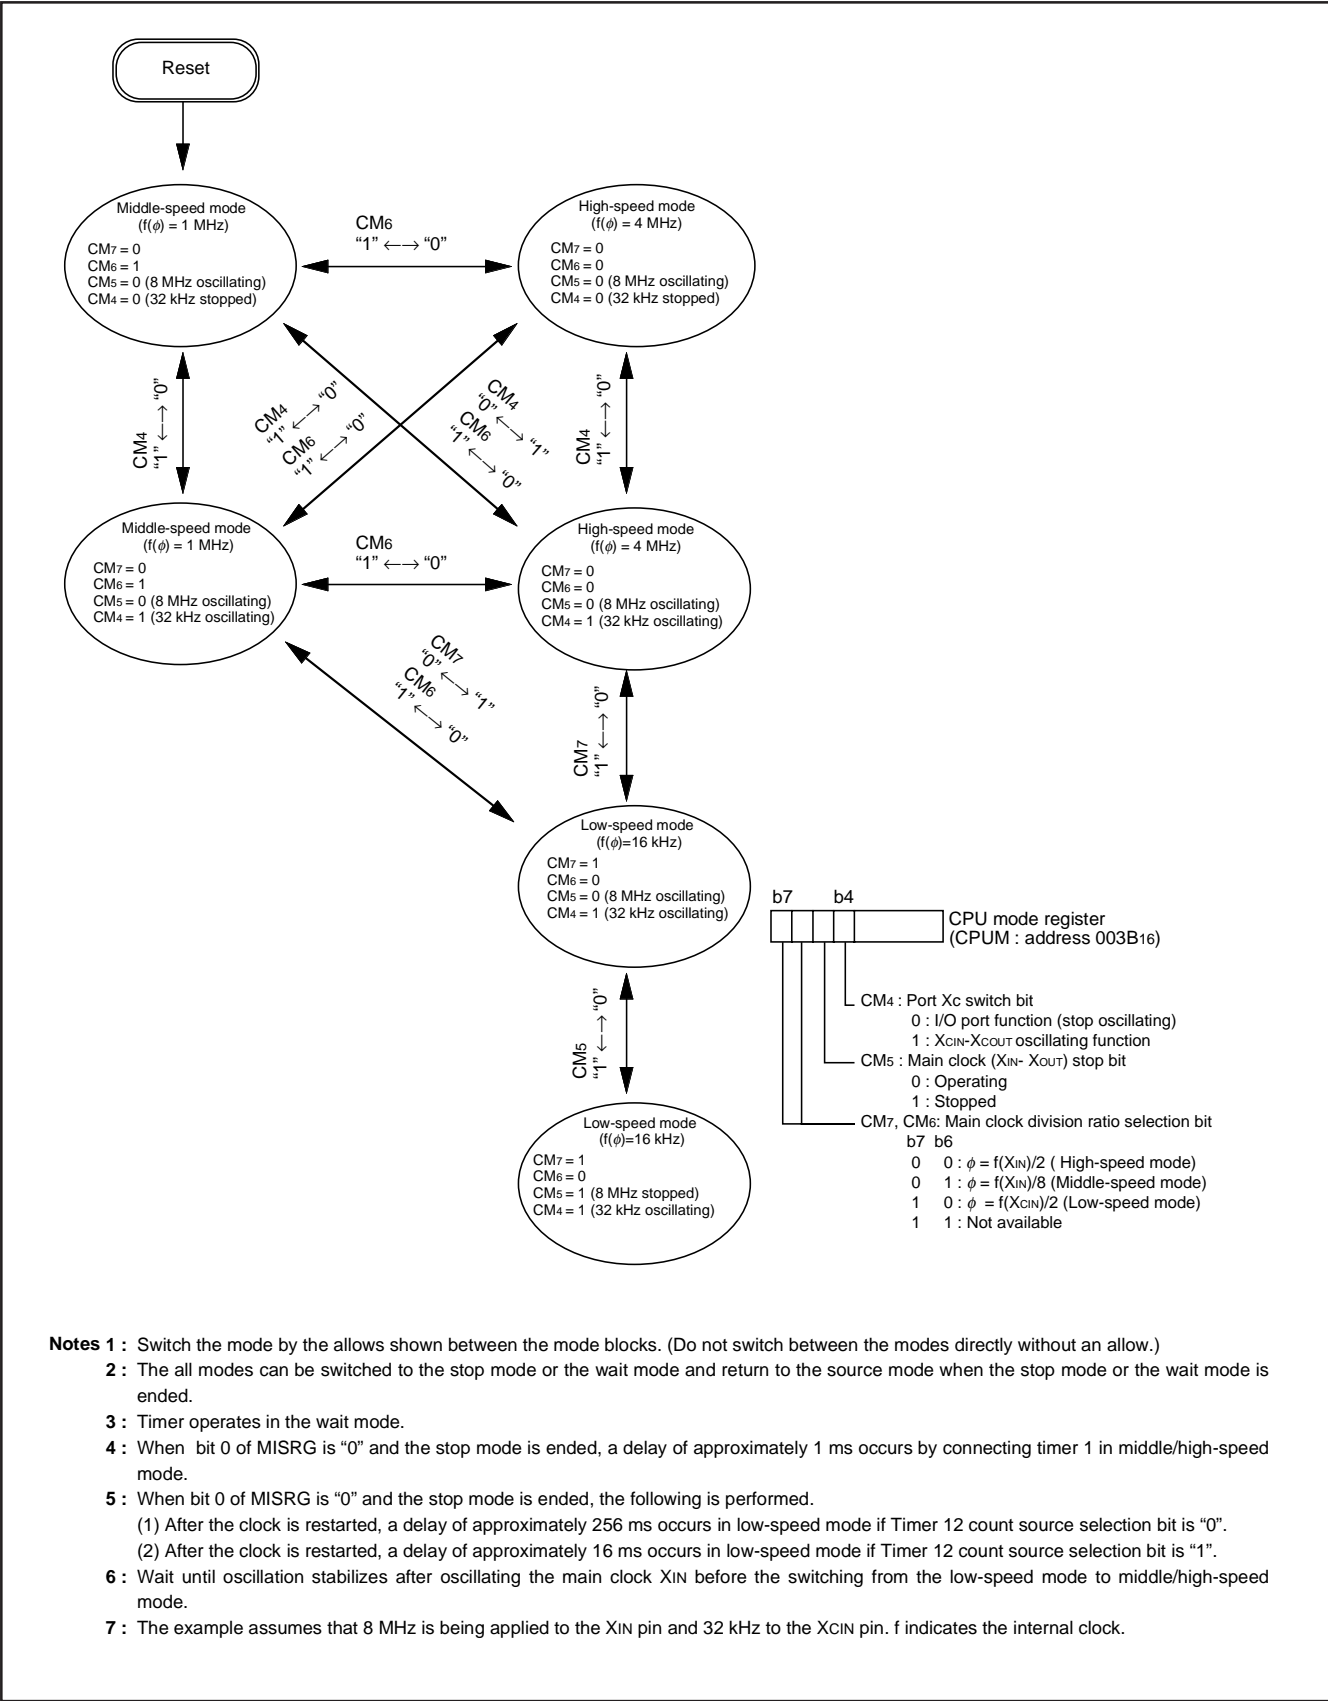 Reset
Middle-speed mode
(f(ϕ) = 1 MHz)
CM7 = 0
CM6 = 1
CM5 = 0 (8 MHz oscillating)
CM4 = 0 (32 kHz stopped)
CM6
“1” ←→ “0”
High-speed mode
(f(ϕ) = 4 MHz)
CM7 = 0
CM6 = 0
CM5 = 0 (8 MHz oscillating)
CM4 = 0 (32 kHz stopped)
CM4
“1” ←→ “0”
CM4
“1” ←→ “0”
CM6
“1” ←→ “0”
CM4
“0” ←→ “1”
CM6
“1” ←→ “0”
CM4
“1” ←→ “0”
Middle-speed mode
(f(ϕ) = 1 MHz)
CM7 = 0
CM6 = 1
CM5 = 0 (8 MHz oscillating)
CM4 = 1 (32 kHz oscillating)
CM6
“1” ←→ “0”
High-speed mode
(f(ϕ) = 4 MHz)
CM7 = 0
CM6 = 0
CM5 = 0 (8 MHz oscillating)
CM4 = 1 (32 kHz oscillating)
CM7
“0” ←→ “1”
CM6
“1” ←→ “0”
CM7
“1” ←→ “0”
Low-speed mode
(f(ϕ)=16 kHz)
CM7 = 1
CM6 = 0
CM5 = 0 (8 MHz oscillating)
CM4 = 1 (32 kHz oscillating)
CM5
“1” ←→ “0”
Low-speed mode
(f(ϕ)=16 kHz)
CM7 = 1
CM6 = 0
CM5 = 1 (8 MHz stopped)
CM4 = 1 (32 kHz oscillating)
b7 b4
CPU mode register
(CPUM : address 003B16)
CM4 : Port Xc switch bit
0 : I/O port function (stop oscillating)
1 : XCIN-XCOUT oscillating function
CM5 : Main clock (XIN- XOUT) stop bit
0 : Operating
1 : Stopped
CM7, CM6: Main clock division ratio selection bit
b7 b6
0 0 : ϕ = f(XIN)/2 ( High-speed mode)
0 1 : ϕ = f(XIN)/8 (Middle-speed mode)
1 0 : ϕ = f(XCIN)/2 (Low-speed mode)
1 1 : Not available
Notes 1 : Switch the mode by the allows shown between the mode blocks. (Do not switch between the modes directly without an allow.)
2 : The all modes can be switched to the stop mode or the wait mode and return to the source mode when the stop mode or the wait mode is
ended.
3 : Timer operates in the wait mode.
4 : When bit 0 of MISRG is “0” and the stop mode is ended, a delay of approximately 1 ms occurs by connecting timer 1 in middle/high-speed
mode.
5 : When bit 0 of MISRG is “0” and the stop mode is ended, the following is performed.
(1) After the clock is restarted, a delay of approximately 256 ms occurs in low-speed mode if Timer 12 count source selection bit is “0”.
(2) After the clock is restarted, a delay of approximately 16 ms occurs in low-speed mode if Timer 12 count source selection bit is “1”.
6 : Wait until oscillation stabilizes after oscillating the main clock XIN before the switching from the low-speed mode to middle/high-speed
mode.
7 : The example assumes that 8 MHz is being applied to the XIN pin and 32 kHz to the XCIN pin. f indicates the internal clock.